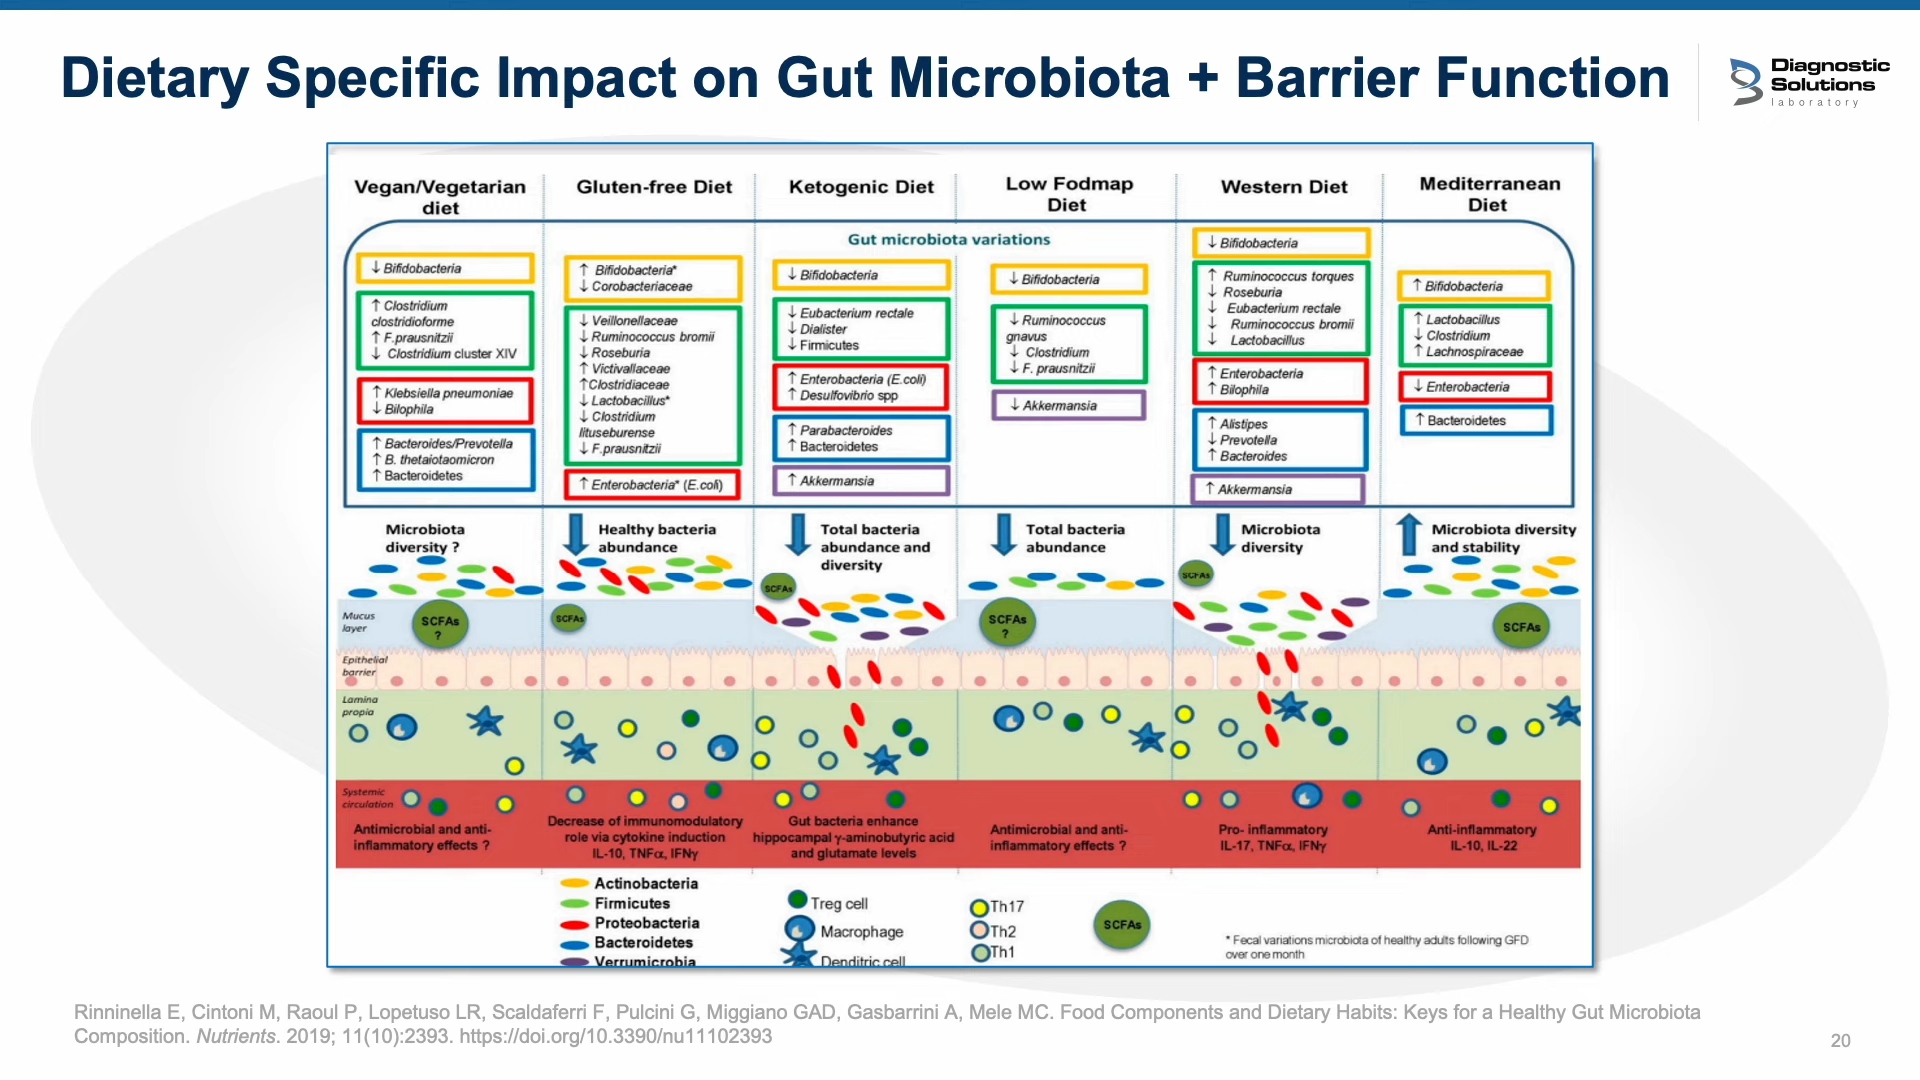 Dietary Specific Impact on Gut Microbiota + Barrier Function
Diagnostic
Solutions
laboratory
Vegan/Vegetarian
diet
Gluten-free Diet
Ketogenic Diet
Low Fodmap
Diet
Western Diet
Mediterranean
Diet
Gut microbiota variations
↓ Bifidobacteria
↑ Clostridium
clostridioforme
↑ F.prausnitzii
↓ Clostridium cluster XIV
↑ Klebsiella pneumoniae
↓ Bilophila
↑ Bacteroides/Prevotella
↑ B. thetaiotaomicron
↑ Bacteroidetes
↑ Bifidobacteria*
↓ Corobacteriaceae
↓ Veillonellaceae
↓ Ruminococcus bromii
↓ Roseburia
↑ Victivallaceae
↑Clostridiaceae
↓ Lactobacillus*
↓ Clostridium
lituseburense
↓ F.prausnitzii
↑ Enterobacteria* (E.coli)
↓ Bifidobacteria
↓ Eubacterium rectale
↓ Dialister
↓ Firmicutes
↑ Enterobacteria (E.coli)
↑ Desulfovibrio spp
↑ Parabacteroides
↑ Bacteroidetes
↑ Akkermansia
↓ Bifidobacteria
↓ Ruminococcus
gnavus
↓ Clostridium
↓ F. prausnitzii
↓ Akkermansia
↓ Bifidobacteria
↑ Ruminococcus torques
↓ Roseburia
↓ Eubacterium rectale
↓ Ruminococcus bromii
↓ Lactobacillus
↑ Enterobacteria
↑ Bilophila
↑ Alistipes
↓ Prevotella
↑ Bacteroides
↑ Akkermansia
↑ Bifidobacteria
↑ Lactobacillus
↓ Clostridium
↑ Lachnospiraceae
↓ Enterobacteria
↑ Bacteroidetes
Microbiota
diversity ?
Healthy bacteria
abundance
Total bacteria
abundance and
diversity
Total bacteria
abundance
Microbiota
diversity
Microbiota diversity
and stability
Mucus
layer
SCFAs
?
SCFAs
SCFAs
SCFAs
?
SCFAs
SCFAs
Epithelial
barrier
Lamina
propia
Systemic
circulation
Antimicrobial and anti-
inflammatory effects ?
Decrease of immunomodulatory
role via cytokine induction
IL-10, TNFα, IFNγ
Gut bacteria enhance
hippocampal γ-aminobutyric acid
and glutamate levels
Antimicrobial and anti-
inflammatory effects ?
Pro- inflammatory
IL-17, TNFα, IFNγ
Anti-inflammatory
IL-10, IL-22
Actinobacteria
Firmicutes
Proteobacteria
Bacteroidetes
Verrumicrobia
Treg cell
Macrophage
Denditric cell
Th17
Th2
Th1
SCFAs
* Fecal variations microbiota of healthy adults following GFD
over one month
Rinninella E, Cintoni M, Raoul P, Lopetuso LR, Scaldaferri F, Pulcini G, Miggiano GAD, Gasbarrini A, Mele MC. Food Components and Dietary Habits: Keys for a Healthy Gut Microbiota
Composition. Nutrients. 2019; 11(10):2393. https://doi.org/10.3390/nu11102393
20